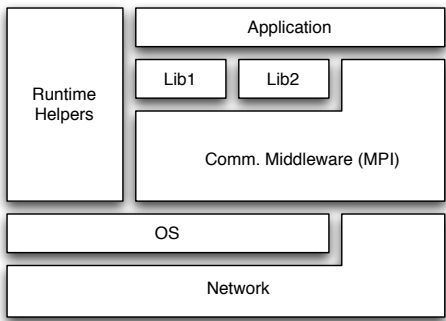 Application
Runtime
Helpers
Lib1
Lib2
Comm. Middleware (MPI)
OS
Network